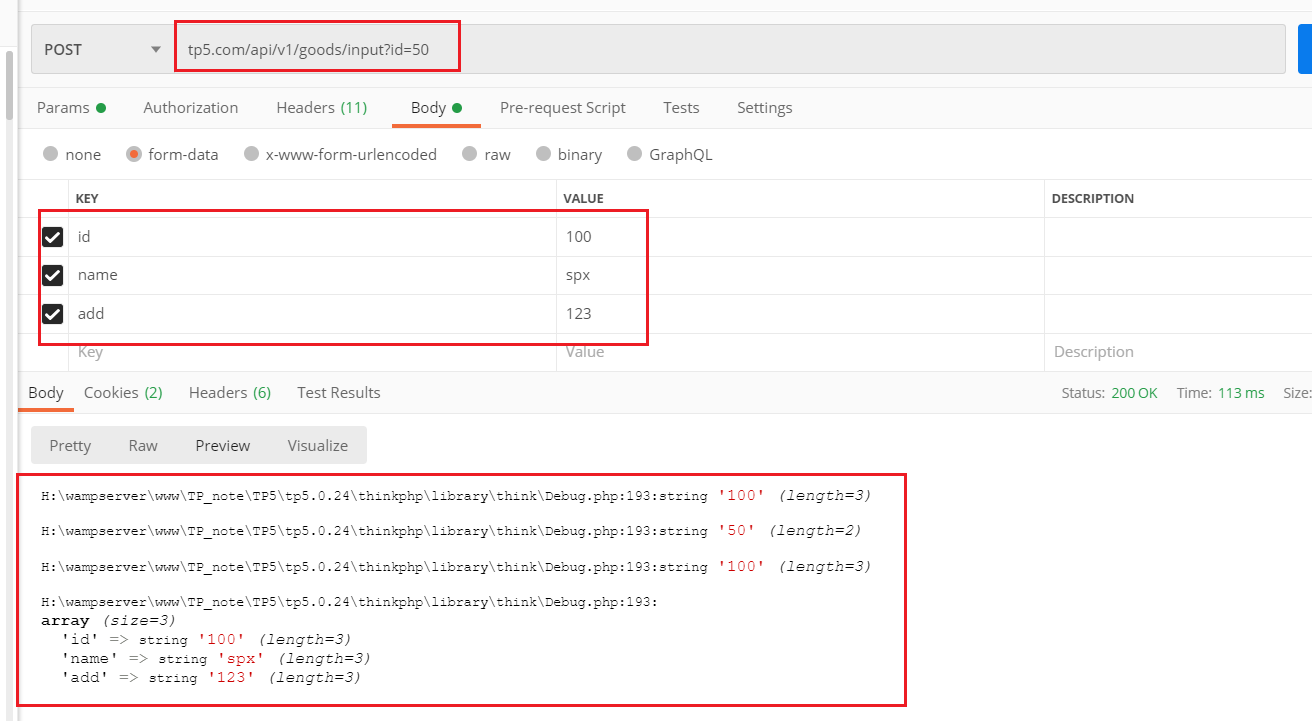 POST tp5.com/api/v1/goods/input?id=50
Params Authorization Headers (11) Body Pre-request Script Tests Settings
none form-data x-www-form-urlencoded raw binary GraphQL
KEY VALUE DESCRIPTION
id 100
name spx
add 123
Key Value Description
Body Cookies (2) Headers (6) Test Results Status: 200 OK Time: 113 ms Size:
Pretty Raw Preview Visualize
H:\wampserver\www\TP_note\TP5\tp5.0.24\thinkphp\library\think\Debug.php:193:string '100' (length=3)
H:\wampserver\www\TP_note\TP5\tp5.0.24\thinkphp\library\think\Debug.php:193:string '50' (length=2)
H:\wampserver\www\TP_note\TP5\tp5.0.24\thinkphp\library\think\Debug.php:193:string '100' (length=3)
H:\wampserver\www\TP_note\TP5\tp5.0.24\thinkphp\library\think\Debug.php:193:
array (size=3)
'id' => string '100' (length=3)
'name' => string 'spx' (length=3)
'add' => string '123' (length=3)